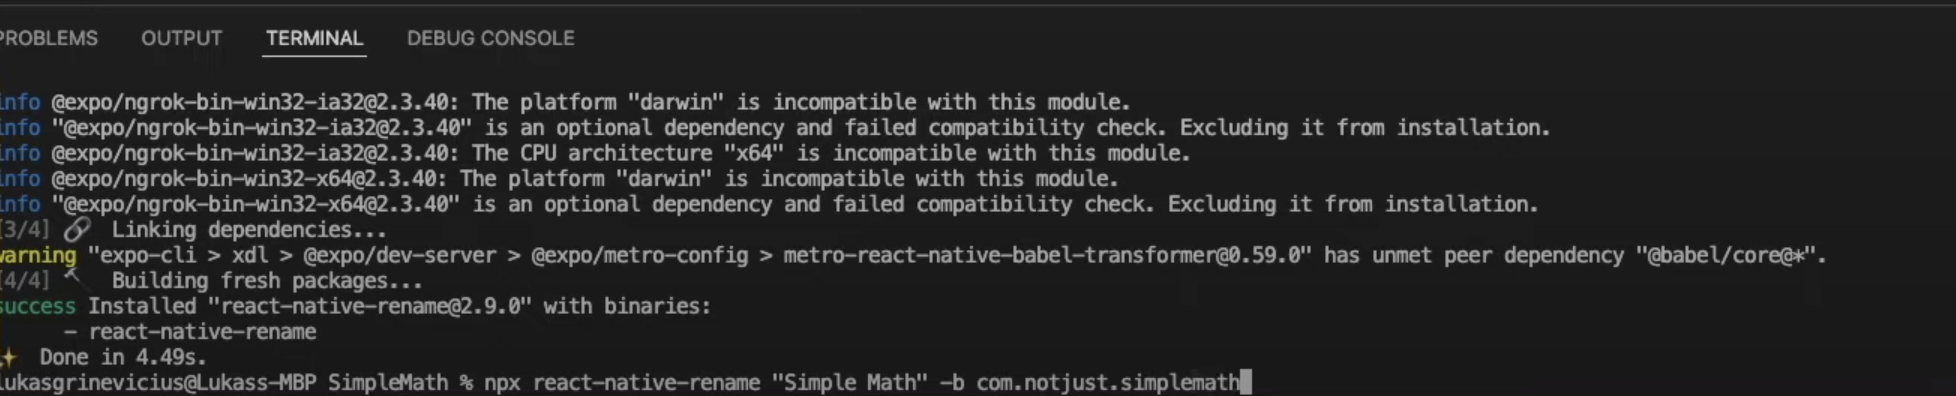 PROBLEMS OUTPUT TERMINAL DEBUG CONSOLE
info @expo/ngrok-bin-win32-ia32@2.3.40: The platform "darwin" is incompatible with this module.
info "@expo/ngrok-bin-win32-ia32@2.3.40" is an optional dependency and failed compatibility check. Excluding it from installation.
info @expo/ngrok-bin-win32-ia32@2.3.40: The CPU architecture "x64" is incompatible with this module.
info @expo/ngrok-bin-win32-x64@2.3.40: The platform "darwin" is incompatible with this module.
info "@expo/ngrok-bin-win32-x64@2.3.40" is an optional dependency and failed compatibility check. Excluding it from installation.
[3/4] 🔗 Linking dependencies...
warning "expo-cli > xdl > @expo/dev-server > @expo/metro-config > metro-react-native-babel-transformer@0.59.0" has unmet peer dependency "@babel/core@*".
[4/4] 🔨 Building fresh packages...
success Installed "react-native-rename@2.9.0" with binaries:
- react-native-rename
✨ Done in 4.49s.
lukasgrinevicius@Lukass-MBP SimpleMath % npx react-native-rename "Simple Math" -b com.notjust.simplemath